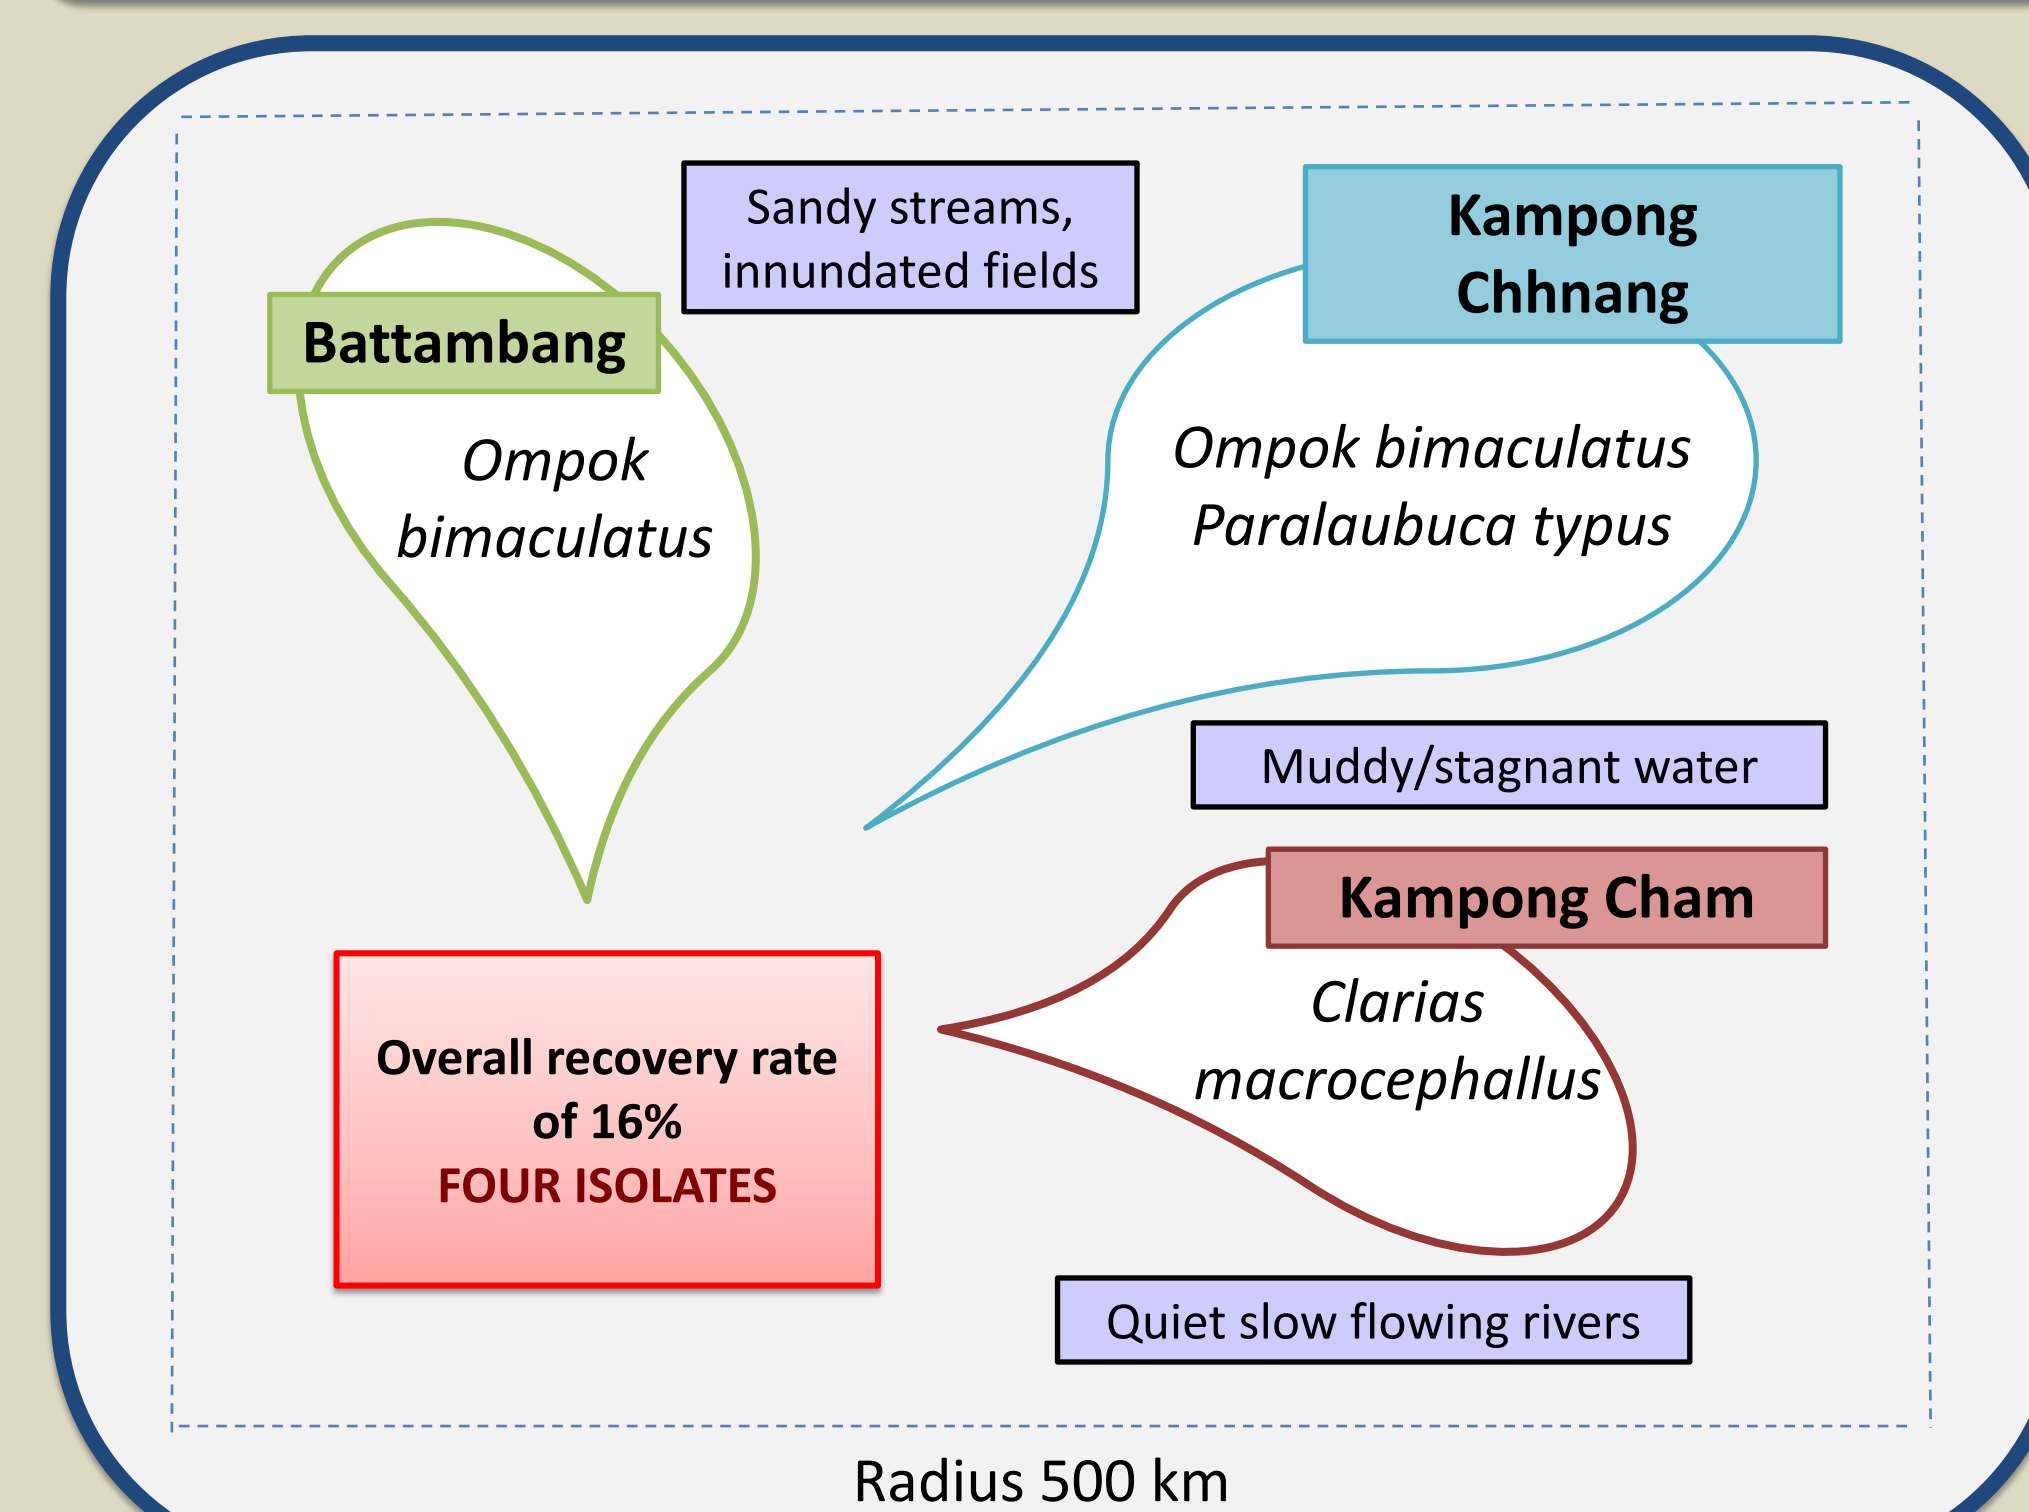 Sandy streams,
innundated fields
Kampong
Chhnang
Battambang
Ompok
bimaculatus
Ompok bimaculatus
Paralaubuca typus
Muddy/stagnant water
Kampong Cham
Clarias
macrocephallus
Overall recovery rate
of 16%
FOUR ISOLATES
Quiet slow flowing rivers
Radius 500 km